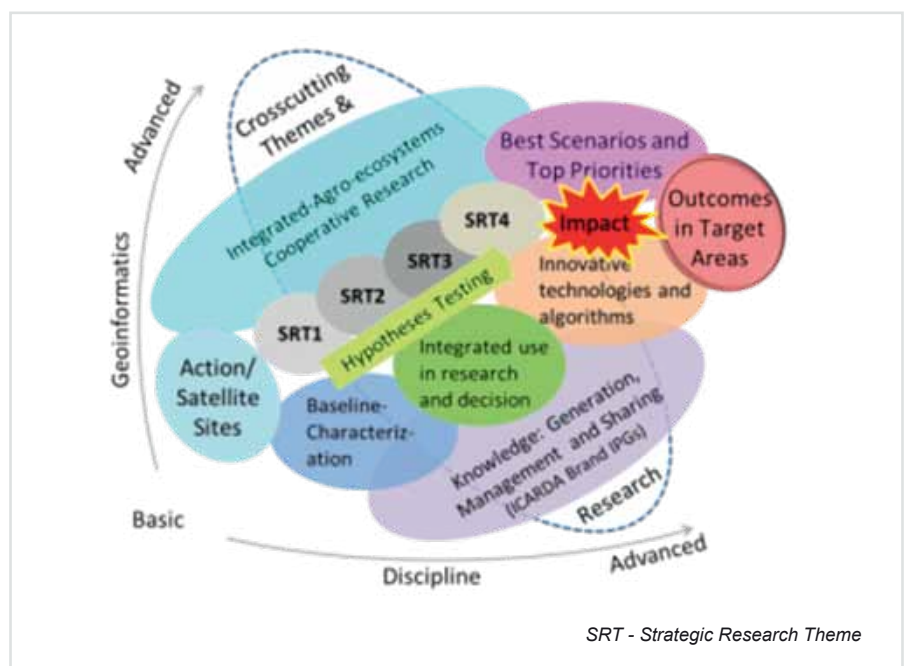 Advanced
Crosscutting
Themes &
Integrated-Agro-ecosystems
Cooperative Research
Best Scenarios and
Top Priorities
Outcomes
in Target
Areas
Impact
SRT4
SRT3
SRT2
SRT1
Innovative
technologies and
algorithms
Hypotheses Testing
Integrated use
in research
and decision
Geoinformatics
Action/
Satellite
Sites
Baseline-
Characteriz-
ation
Knowledge: Generation,
Management and Sharing
(ICARDA Brand IPGs)
Research
Basic
Discipline
Advanced
SRT - Strategic Research Theme